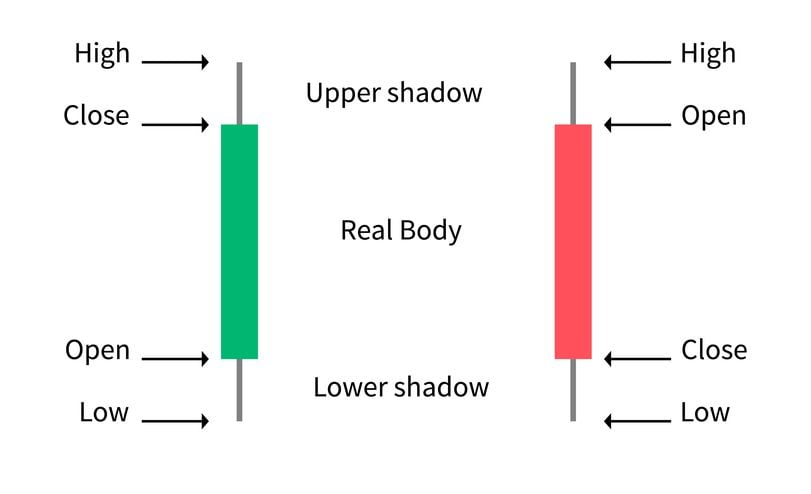 High
Close
Open
Low
Upper shadow
Real Body
Lower shadow
High
Open
Close
Low